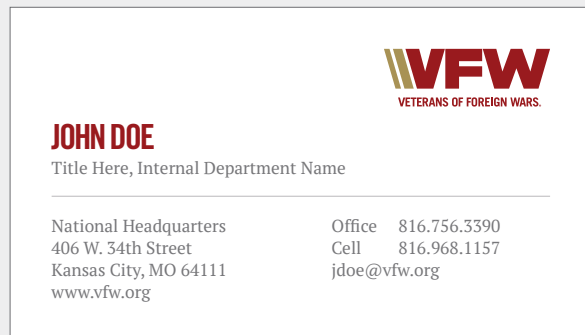 VFW
VETERANS OF FOREIGN WARS.
JOHN DOE
Title Here, Internal Department Name
National Headquarters
406 W. 34th Street
Kansas City, MO 64111
www.vfw.org
Office 816.756.3390
Cell 816.968.1157
jdoe@vfw.org